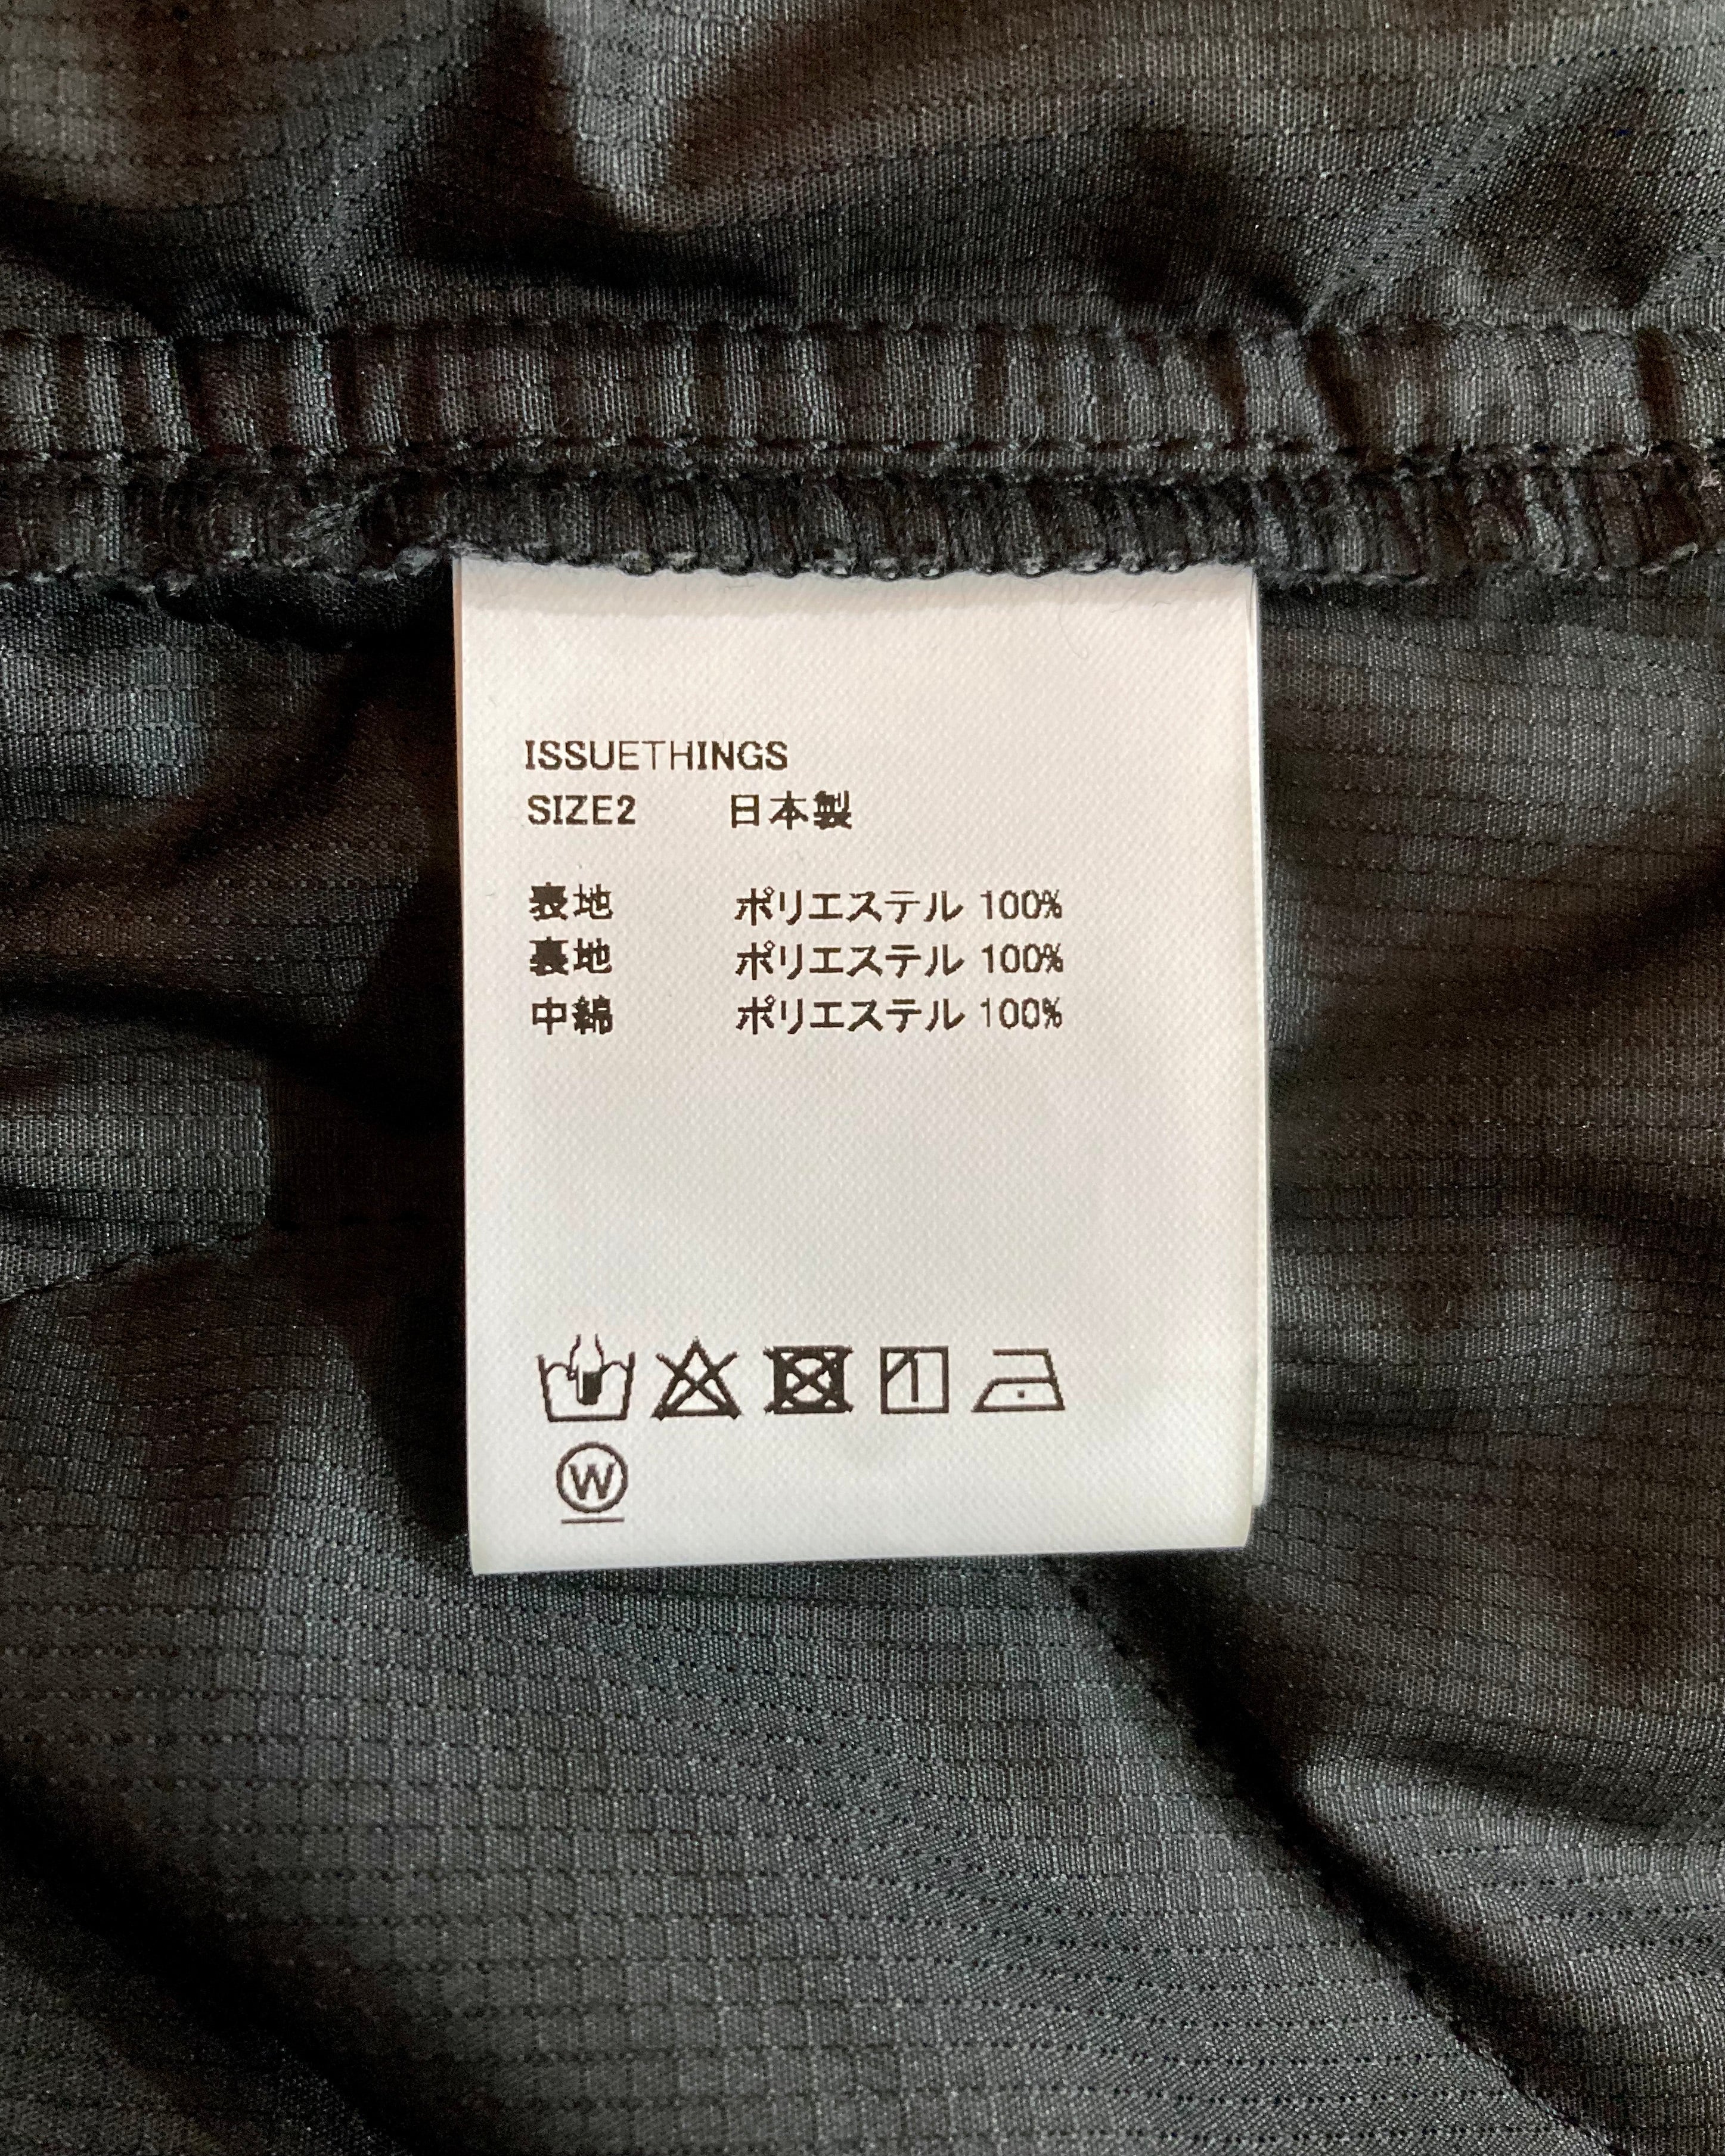 ISSUETHINGS
SIZE2 日本製
表地 ポリエステル 100%
裏地 ポリエステル 100%
中綿 ポリエステル 100%
W